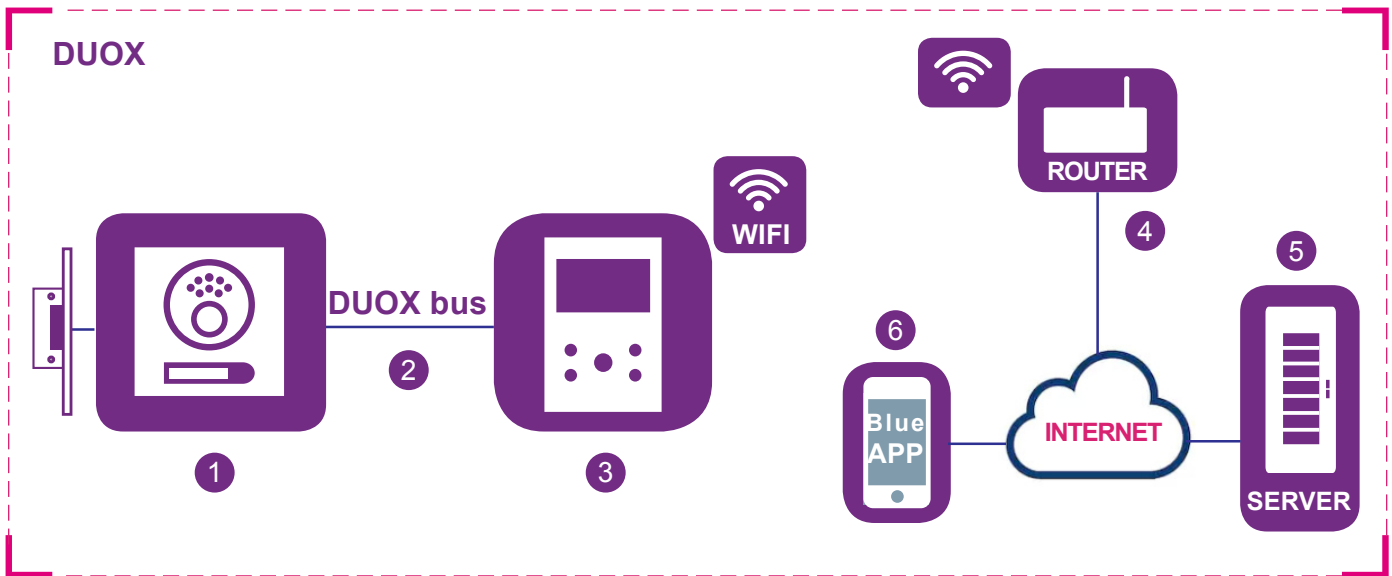 DUOX
ROUTER
WIFI
4
5
DUOX bus
2
6
Blue
APP
INTERNET
1
3
SERVER